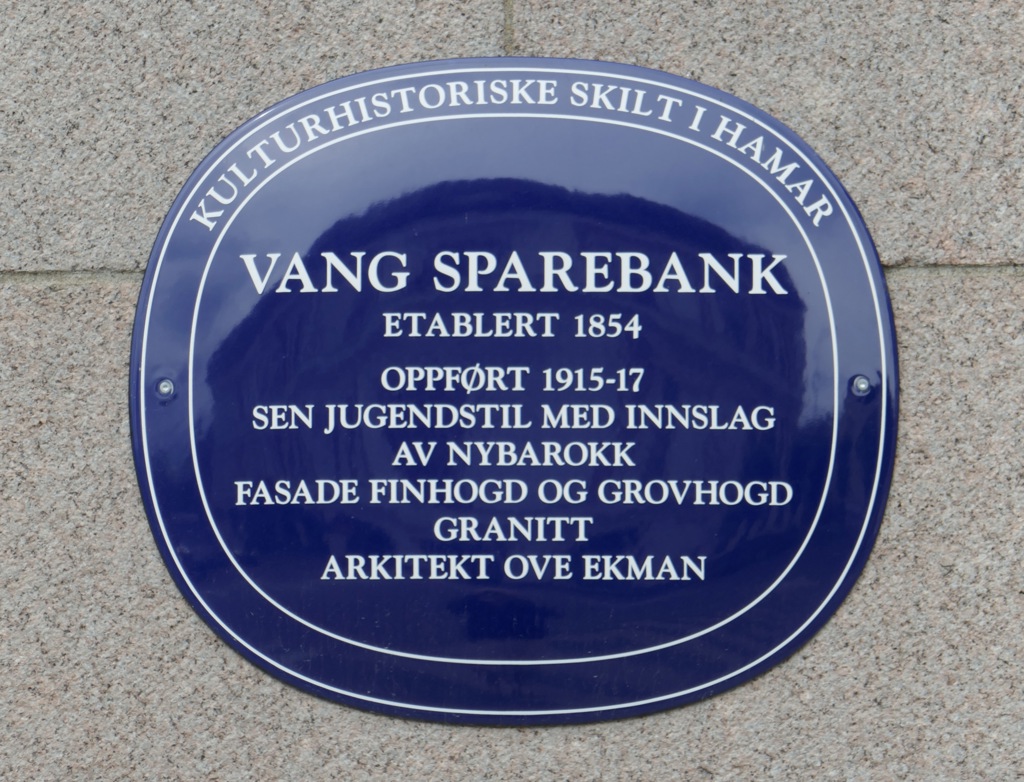 KULTURHISTORISKE SKILT I HAMAR
VANG SPAREBANK
ETABLERT 1854
OPPFØRT 1915-17
SEN JUGENDSTIL MED INNSLAG
AV NYBAROKK
FASADE FINHOGD OG GROVHOGD
GRANITT
ARKITEKT OVE EKMAN